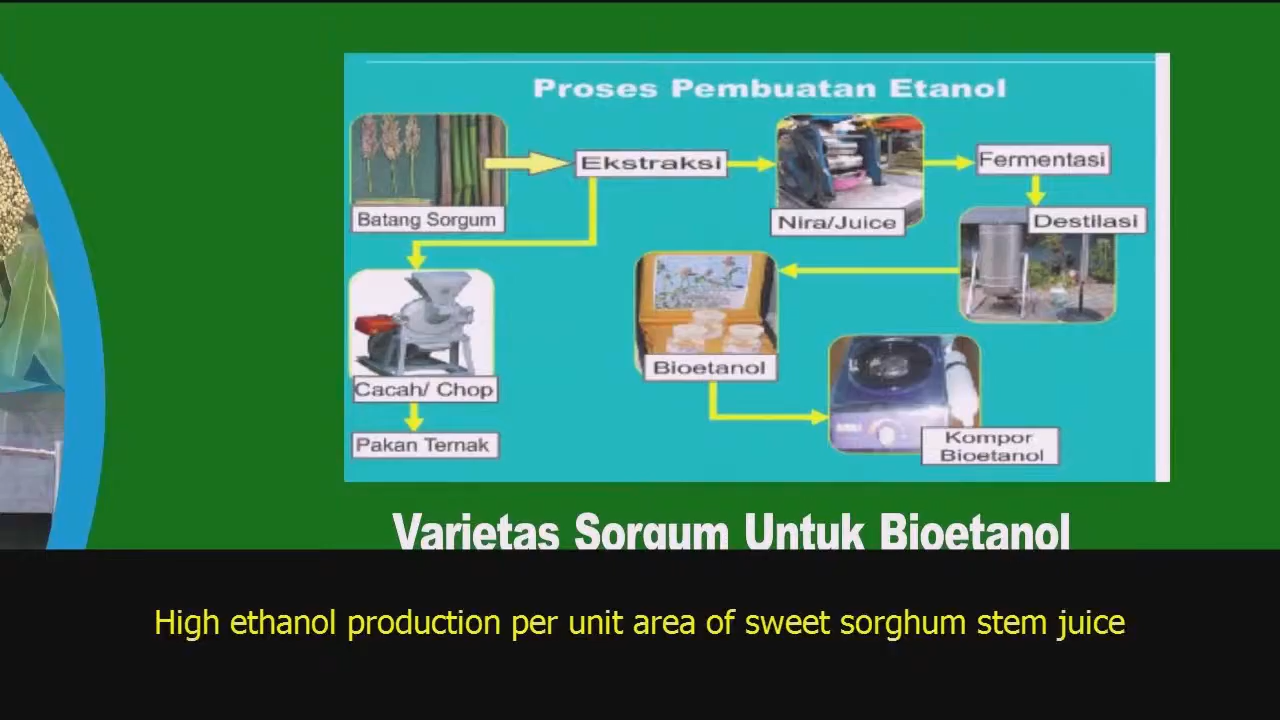 Proses Pembuatan Etanol
Batang Sorgum
Ekstraksi
Nira/Juice
Fermentasi
Destilasi
Cacah/ Chop
Pakan Ternak
Bioetanol
Kompor
Bioetanol
Varietas Sorgum Untuk Bioetanol
High ethanol production per unit area of sweet sorghum stem juice